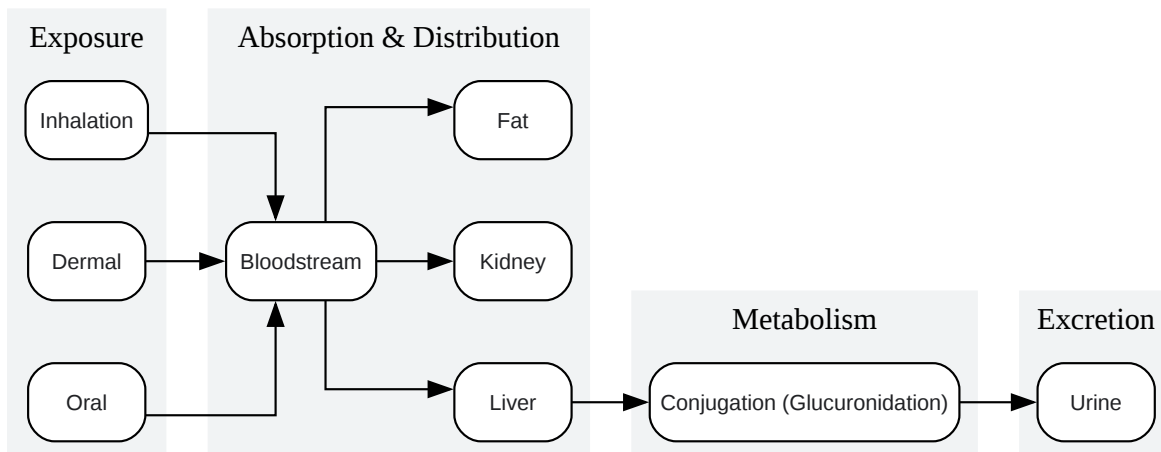 Exposure
Absorption & Distribution
Inhalation
Fat
Dermal
Bloodstream
Kidney
Metabolism
Excretion
Oral
Liver
Conjugation (Glucuronidation)
Urine